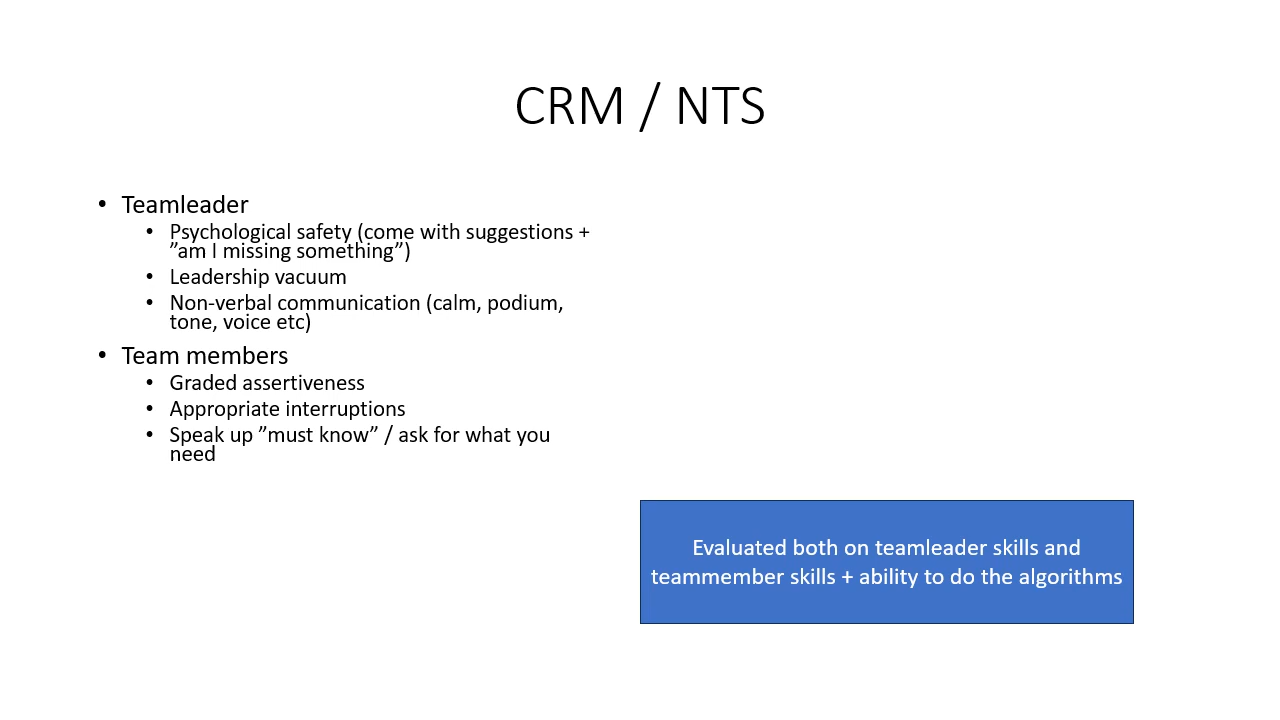 CRM / NTS
• Teamleader
• Psychological safety (come with suggestions +
”am I missing something”)
• Leadership vacuum
• Non-verbal communication (calm, podium,
tone, voice etc)
• Team members
• Graded assertiveness
• Appropriate interruptions
• Speak up ”must know” / ask for what you
need
Evaluated both on teamleader skills and
teammember skills + ability to do the algorithms